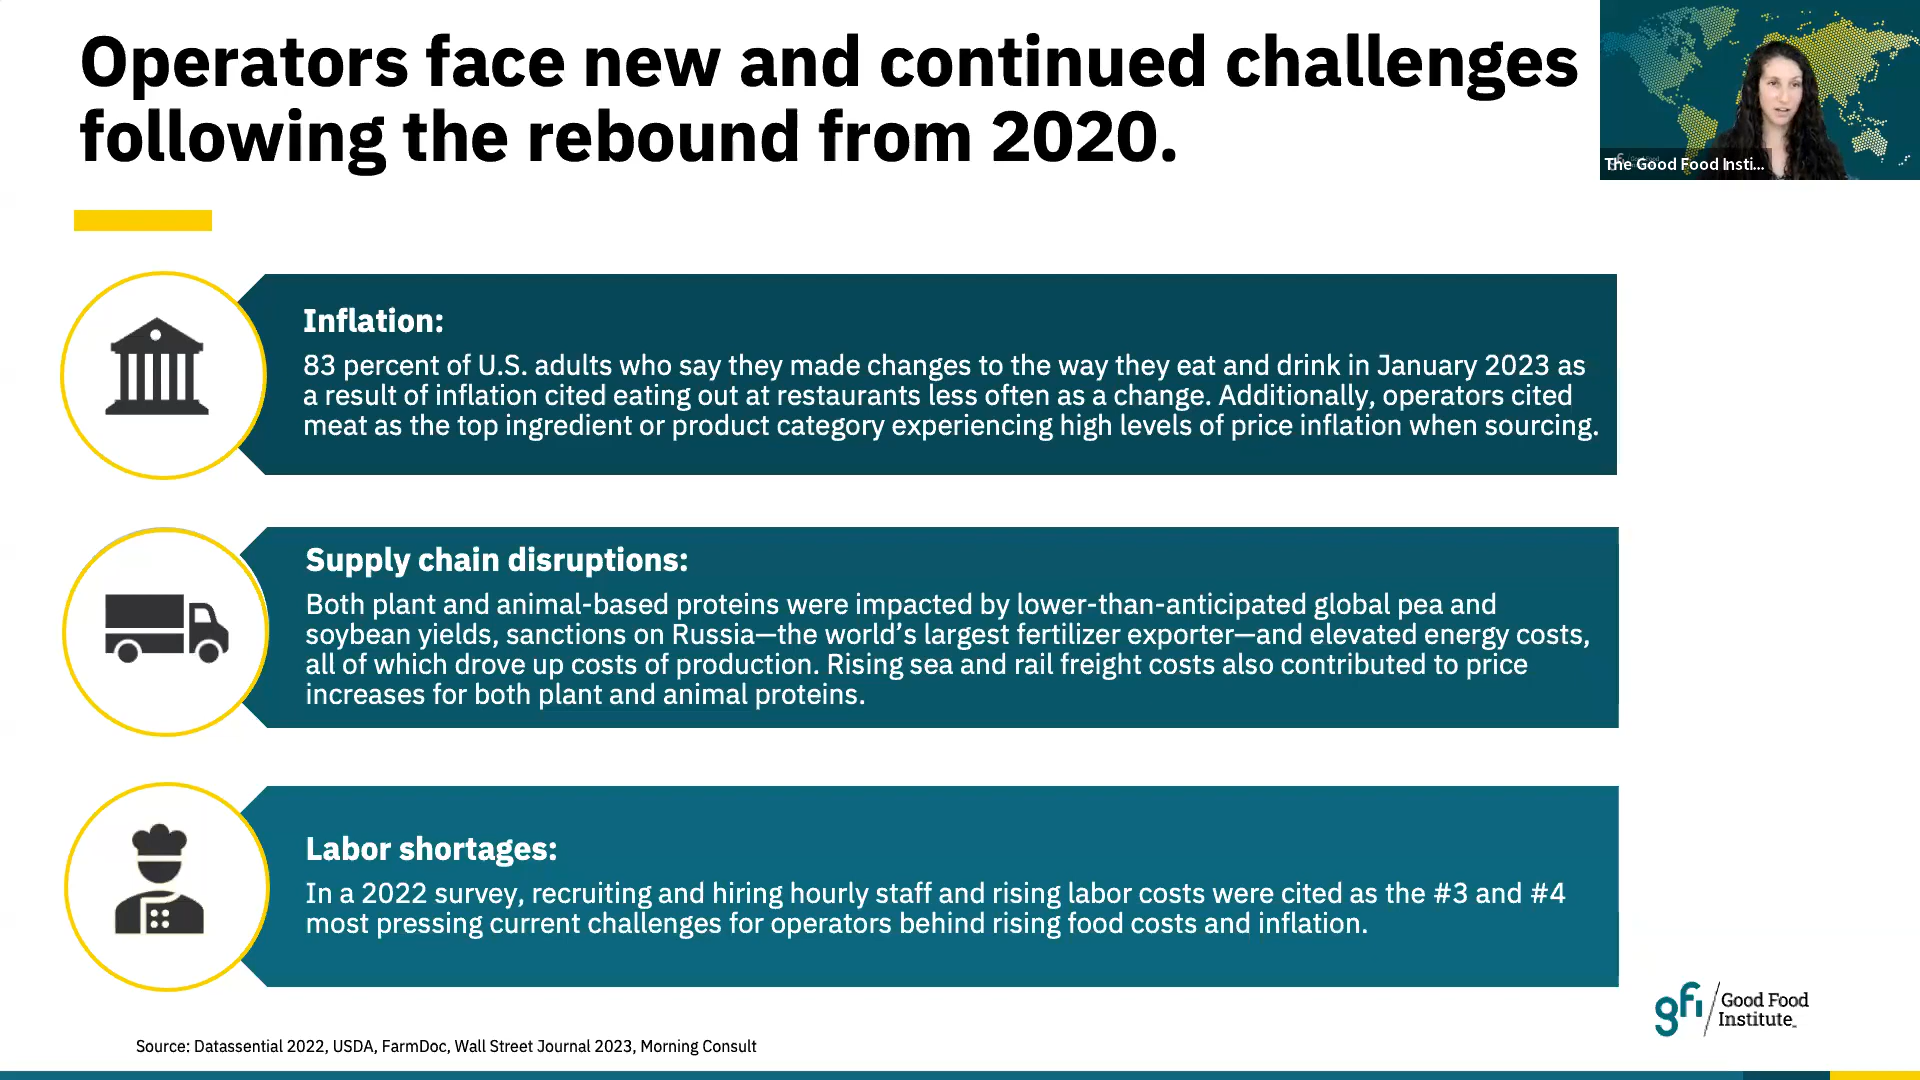 Operators face new and continued challenges
following the rebound from 2020.
The Good Food Insti...
Inflation:
83 percent of U.S. adults who say they made changes to the way they eat and drink in January 2023 as
a result of inflation cited eating out at restaurants less often as a change. Additionally, operators cited
meat as the top ingredient or product category experiencing high levels of price inflation when sourcing.
Supply chain disruptions:
Both plant and animal-based proteins were impacted by lower-than-anticipated global pea and
soybean yields, sanctions on Russia—the world’s largest fertilizer exporter—and elevated energy costs,
all of which drove up costs of production. Rising sea and rail freight costs also contributed to price
increases for both plant and animal proteins.
Labor shortages:
In a 2022 survey, recruiting and hiring hourly staff and rising labor costs were cited as the #3 and #4
most pressing current challenges for operators behind rising food costs and inflation.
gfi
Good Food
Institute
Source: Datassential 2022, USDA, FarmDoc, Wall Street Journal 2023, Morning Consult